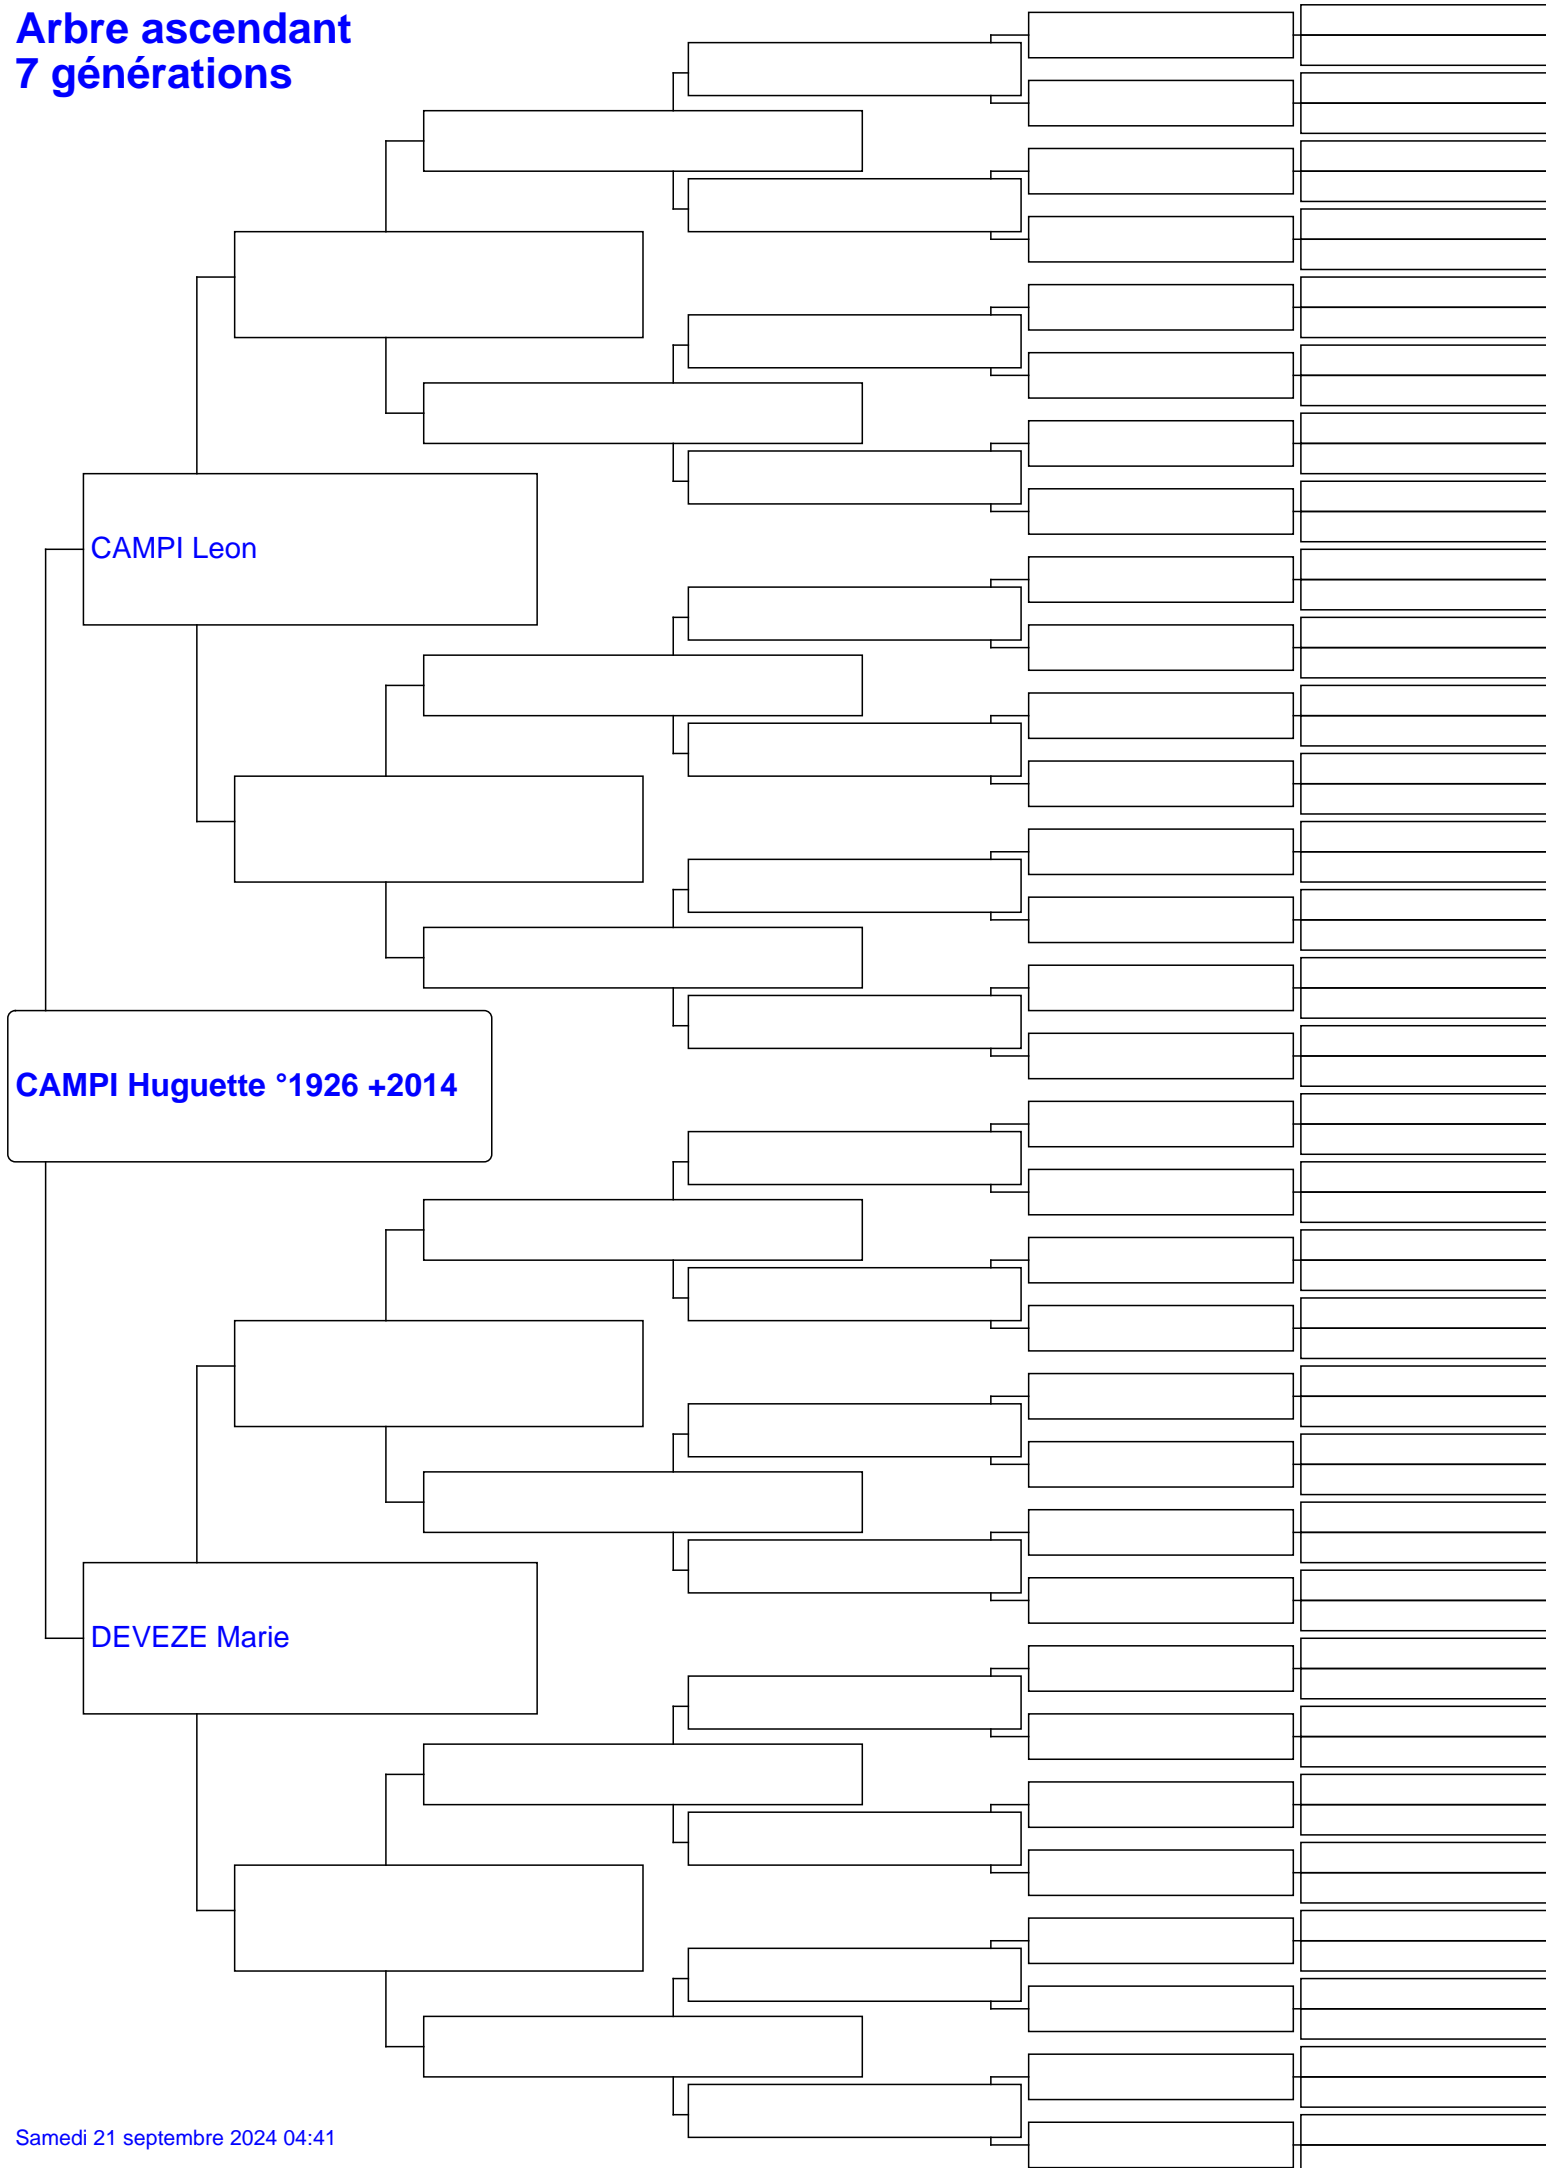 Arbre ascendant
7 générations
CAMPI Leon
CAMPI Huguette °1926 +2014
DEVEZE Marie
Samedi 21 septembre 2024 04:41